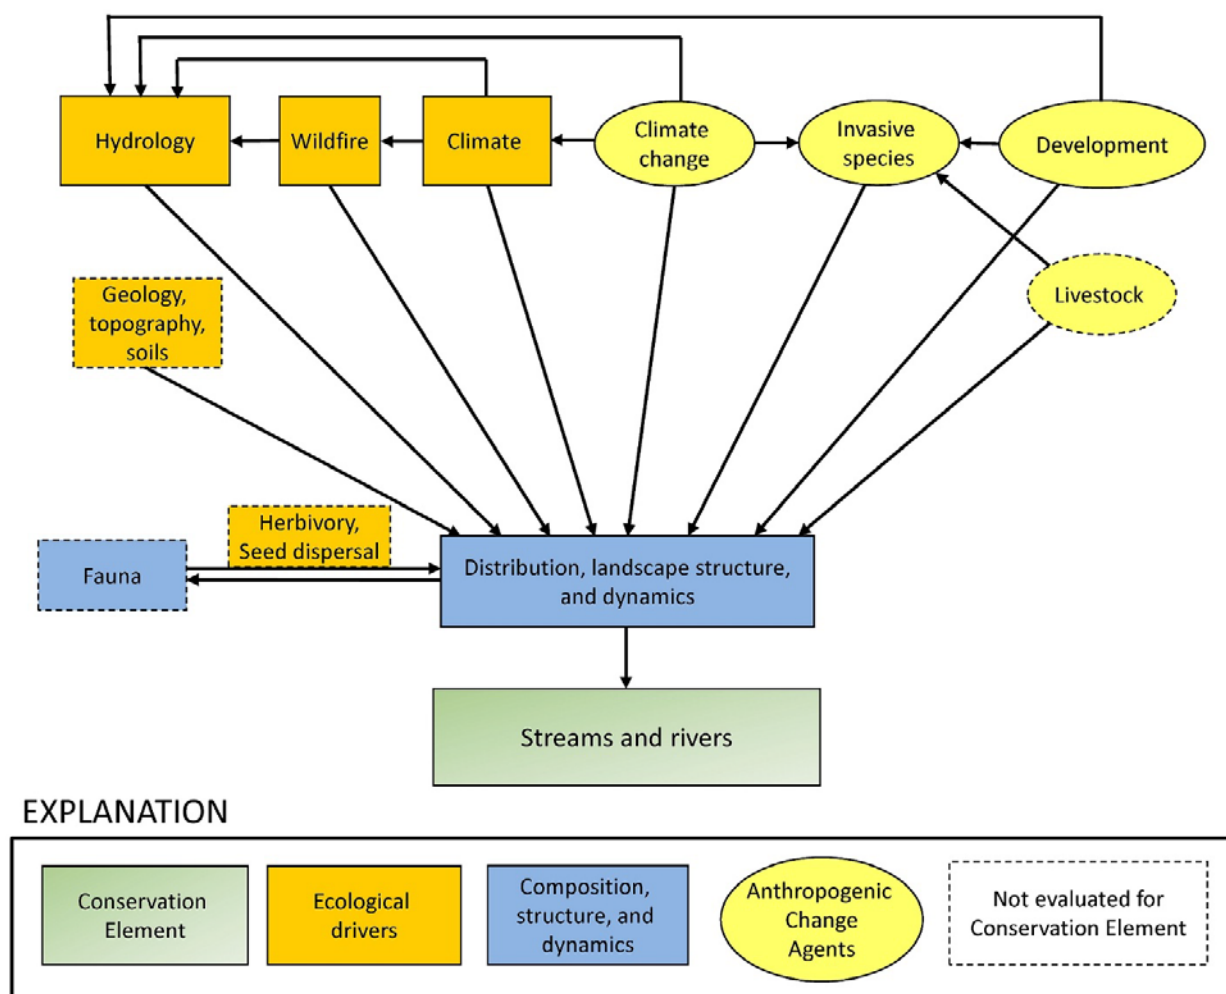 Hydrology
Wildfire
Climate
Climate
change
Invasive
species
Development
Geology,
topography,
soils
Livestock
Herbivory,
Seed dispersal
Fauna
Distribution, landscape structure,
and dynamics
Streams and rivers
EXPLANATION
Conservation
Element
Ecological
drivers
Composition,
structure, and
dynamics
Anthropogenic
Change
Agents
Not evaluated for
Conservation Element